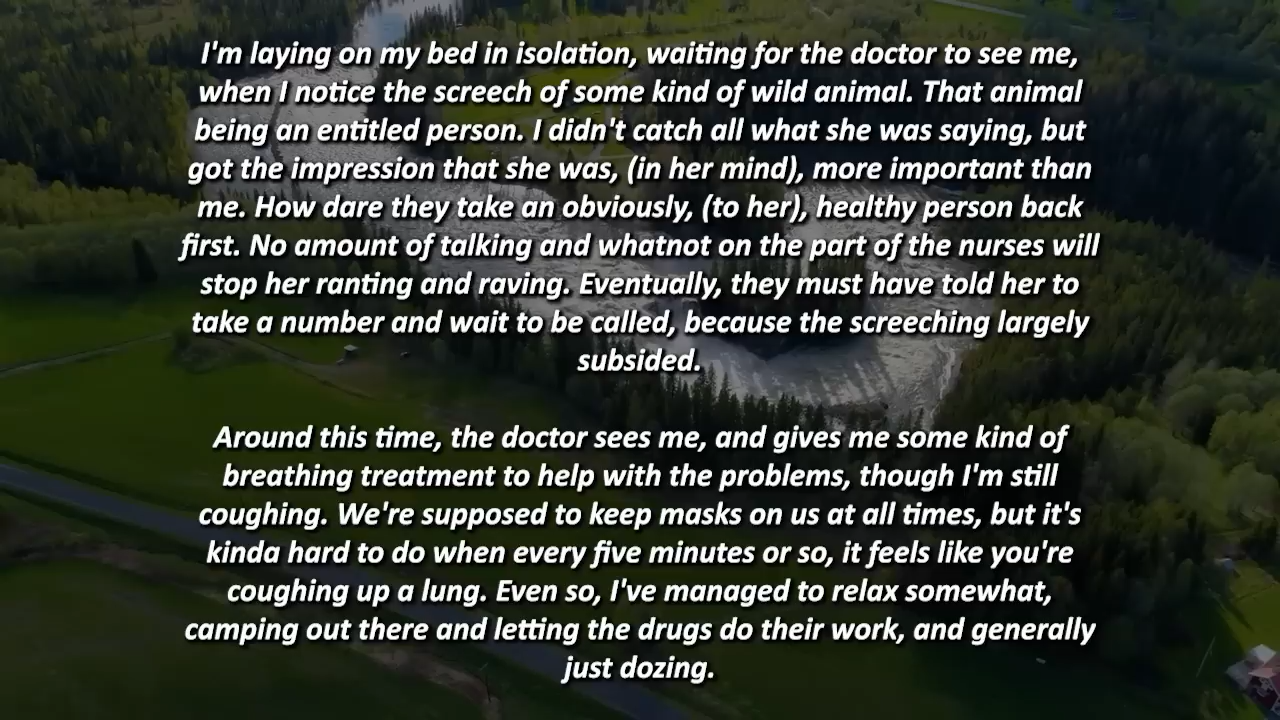 I'm laying on my bed in isolation, waiting for the doctor to see me,
when I notice the screech of some kind of wild animal. That animal
being an entitled person. I didn't catch all what she was saying, but
got the impression that she was, (in her mind), more important than
me. How dare they take an obviously, (to her), healthy person back
first. No amount of talking and whatnot on the part of the nurses will
stop her ranting and raving. Eventually, they must have told her to
take a number and wait to be called, because the screeching largely
subsided.
Around this time, the doctor sees me, and gives me some kind of
breathing treatment to help with the problems, though I'm still
coughing. We're supposed to keep masks on us at all times, but it's
kinda hard to do when every five minutes or so, it feels like you're
coughing up a lung. Even so, I've managed to relax somewhat,
camping out there and letting the drugs do their work, and generally
just dozing.